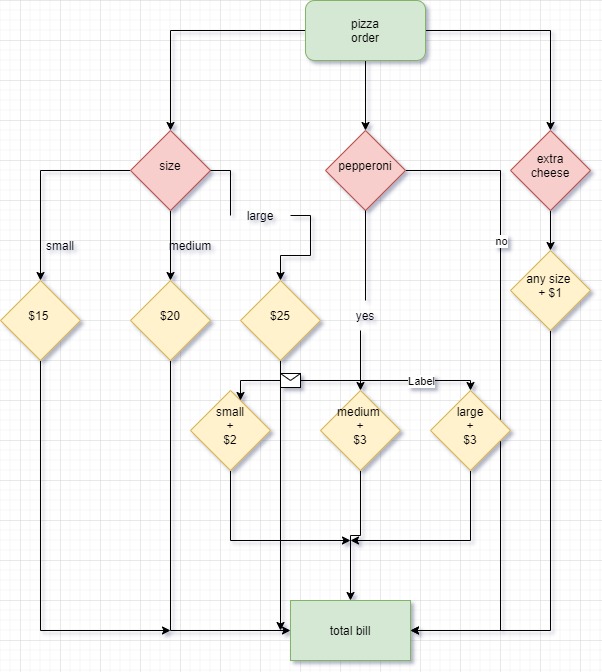 pizza
order
size
pepperoni
extra
cheese
large
small
medium
no
any size
+ $1
$15
$20
$25
yes
Label
small
+
$2
medium
+
$3
large
+
$3
total bill